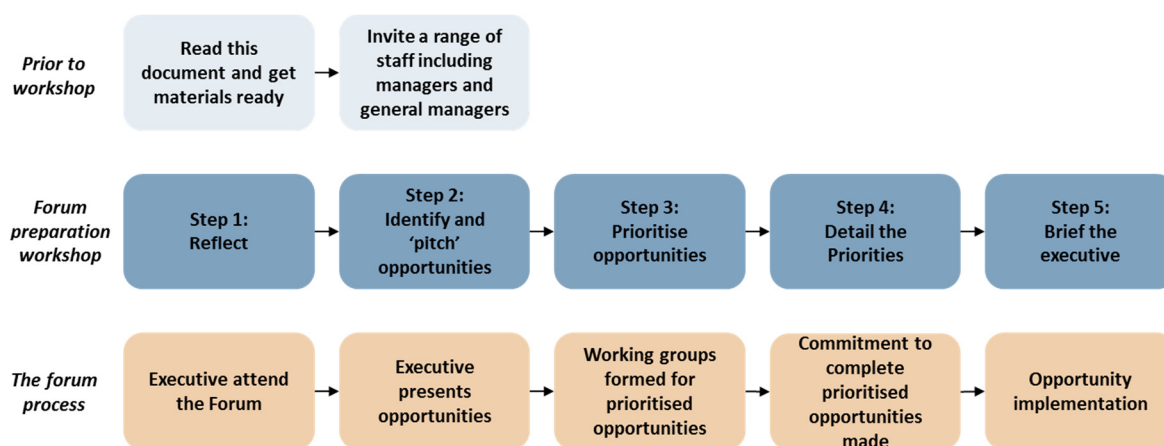 Prior to
workshop
Read this
document and get
materials ready
Invite a range of
staff including
managers and
general managers
Forum
preparation
workshop
Step 1:
Reflect
Step 2:
Identify and
‘pitch’
opportunities
Step 3:
Prioritise
opportunities
Step 4:
Detail the
Priorities
Step 5:
Brief the
executive
The forum
process
Executive attend
the Forum
Executive
presents
opportunities
Working groups
formed for
prioritised
opportunities
Commitment to
complete
prioritised
opportunities
made
Opportunity
implementation